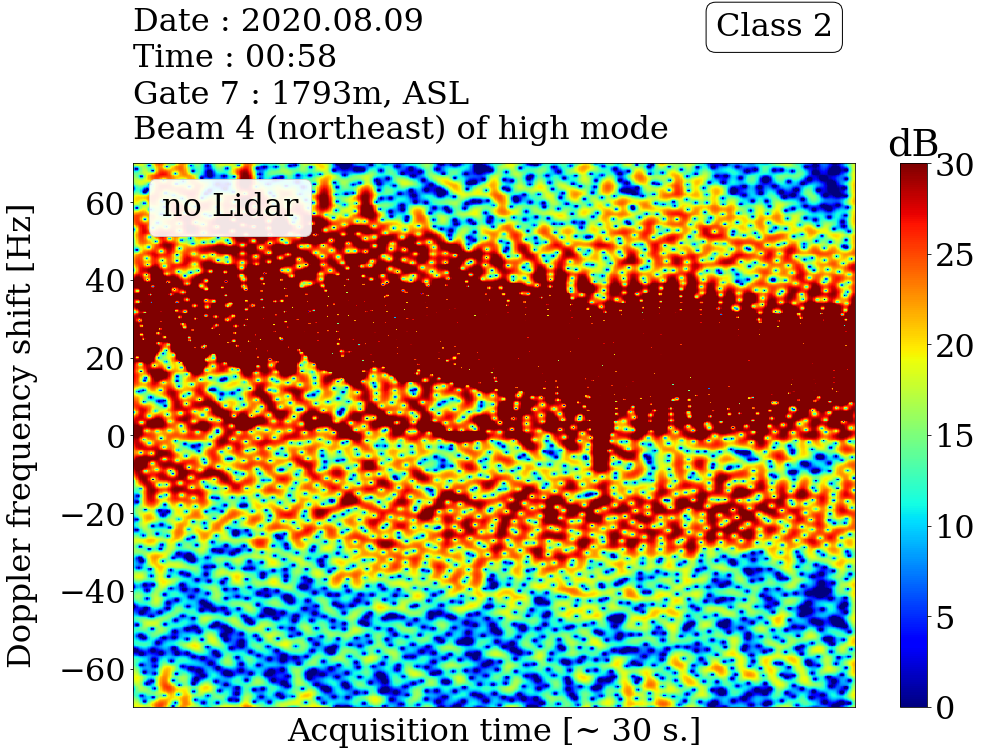 Date : 2020.08.09
Time : 00:58
Gate 7 : 1793m, ASL
Beam 4 (northeast) of high mode
Class 2
dB
no Lidar
Doppler frequency shift [Hz]
60
40
20
0
−20
−40
−60
Acquisition time [~ 30 s.]
30
25
20
15
10
5
0